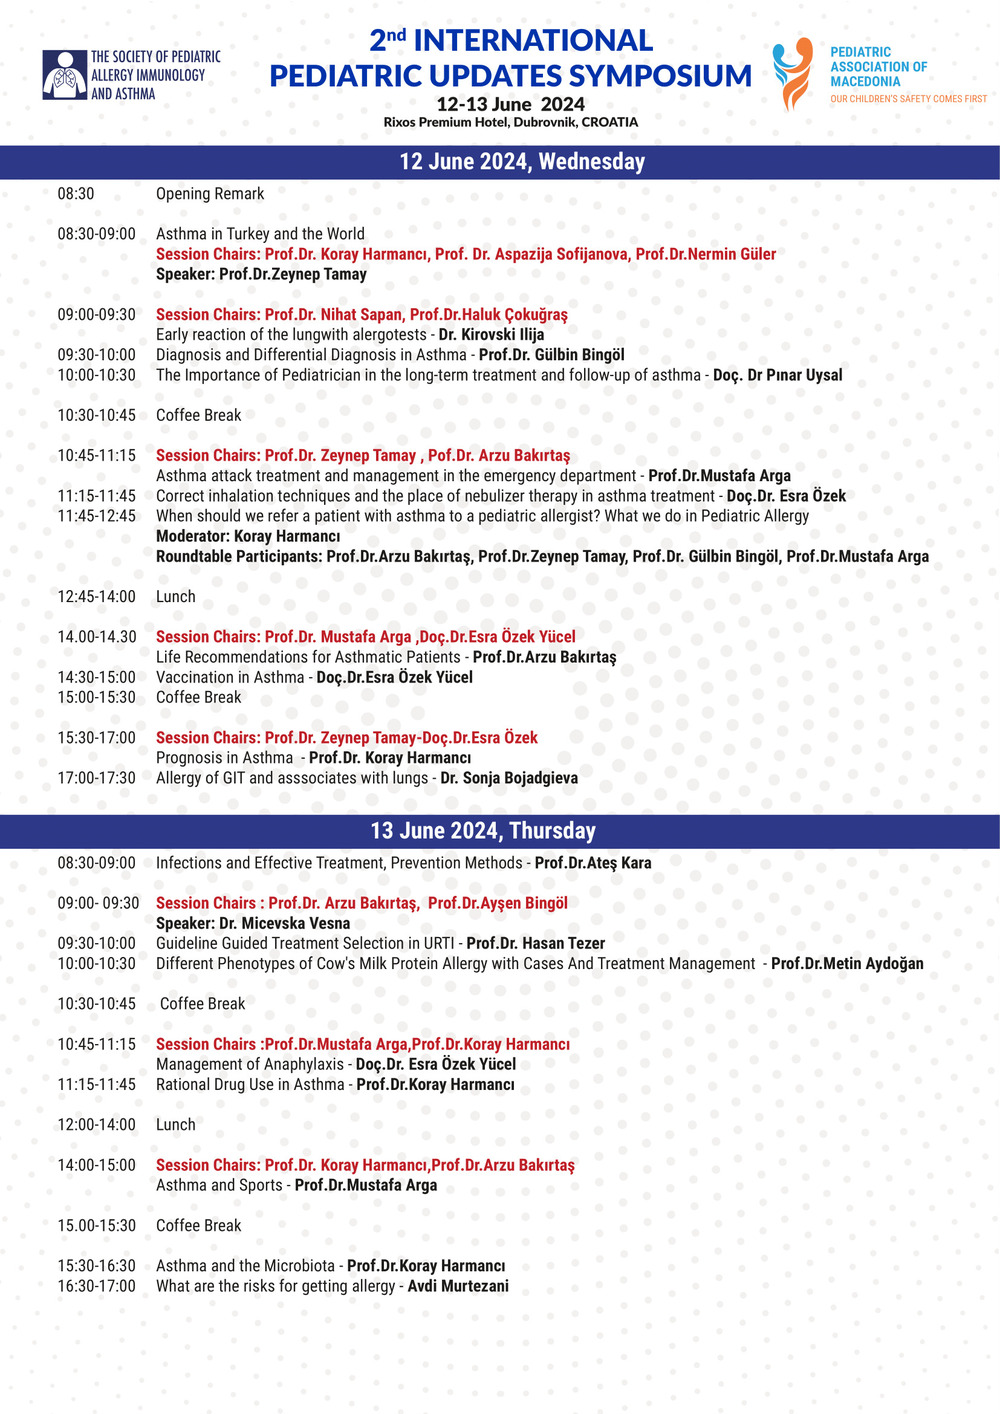 THE SOCIETY OF PEDIATRIC
ALLERGY IMMUNOLOGY
AND ASTHMA
2nd INTERNATIONAL
PEDIATRIC UPDATES SYMPOSIUM
12-13 June 2024
Rixos Premium Hotel, Dubrovnik, CROATIA
PEDIATRIC
ASSOCIATION OF
MACEDONIA
OUR CHILDREN'S SAFETY COMES FIRST
12 June 2024, Wednesday
08:30 Opening Remark
08:30-09:00 Asthma in Turkey and the World
Session Chairs: Prof.Dr. Koray Harmancı, Prof. Dr. Aspazija Sofijanova, Prof.Dr.Nermin Güler
Speaker: Prof.Dr.Zeynep Tamay
09:00-09:30 Session Chairs: Prof.Dr. Nihat Sapan, Prof.Dr.Haluk Çokuğraş
Early reaction of the lungwith alergotests - Dr. Kirovski Ilija
09:30-10:00 Diagnosis and Differential Diagnosis in Asthma - Prof.Dr. Gülbin Bingöl
10:00-10:30 The Importance of Pediatrician in the long-term treatment and follow-up of asthma - Doç. Dr Pınar Uysal
10:30-10:45 Coffee Break
10:45-11:15 Session Chairs: Prof.Dr. Zeynep Tamay , Pof.Dr. Arzu Bakırtaş
Asthma attack treatment and management in the emergency department - Prof.Dr.Mustafa Arga
11:15-11:45 Correct inhalation techniques and the place of nebulizer therapy in asthma treatment - Doç.Dr. Esra Özek
11:45-12:45 When should we refer a patient with asthma to a pediatric allergist? What we do in Pediatric Allergy
Moderator: Koray Harmancı
Roundtable Participants: Prof.Dr.Arzu Bakırtaş, Prof.Dr.Zeynep Tamay, Prof.Dr. Gülbin Bingöl, Prof.Dr.Mustafa Arga
12:45-14:00 Lunch
14.00-14.30 Session Chairs: Prof.Dr. Mustafa Arga ,Doç.Dr.Esra Özek Yücel
Life Recommendations for Asthmatic Patients - Prof.Dr.Arzu Bakırtaş
14:30-15:00 Vaccination in Asthma - Doç.Dr.Esra Özek Yücel
15:00-15:30 Coffee Break
15:30-17:00 Session Chairs: Prof.Dr. Zeynep Tamay-Doç.Dr.Esra Özek
Prognosis in Asthma - Prof.Dr. Koray Harmancı
17:00-17:30 Allergy of GIT and asssociates with lungs - Dr. Sonja Bojadgieva
13 June 2024, Thursday
08:30-09:00 Infections and Effective Treatment, Prevention Methods - Prof.Dr.Ateş Kara
09:00- 09:30 Session Chairs : Prof.Dr. Arzu Bakırtaş, Prof.Dr.Ayşen Bingöl
Speaker: Dr. Micevska Vesna
09:30-10:00 Guideline Guided Treatment Selection in URTI - Prof.Dr. Hasan Tezer
10:00-10:30 Different Phenotypes of Cow's Milk Protein Allergy with Cases And Treatment Management - Prof.Dr.Metin Aydoğan
10:30-10:45 Coffee Break
10:45-11:15 Session Chairs :Prof.Dr.Mustafa Arga,Prof.Dr.Koray Harmancı
Management of Anaphylaxis - Doç.Dr. Esra Özek Yücel
11:15-11:45 Rational Drug Use in Asthma - Prof.Dr.Koray Harmancı
12:00-14:00 Lunch
14:00-15:00 Session Chairs: Prof.Dr. Koray Harmancı,Prof.Dr.Arzu Bakırtaş
Asthma and Sports - Prof.Dr.Mustafa Arga
15.00-15:30 Coffee Break
15:30-16:30 Asthma and the Microbiota - Prof.Dr.Koray Harmancı
16:30-17:00 What are the risks for getting allergy - Avdi Murtezani